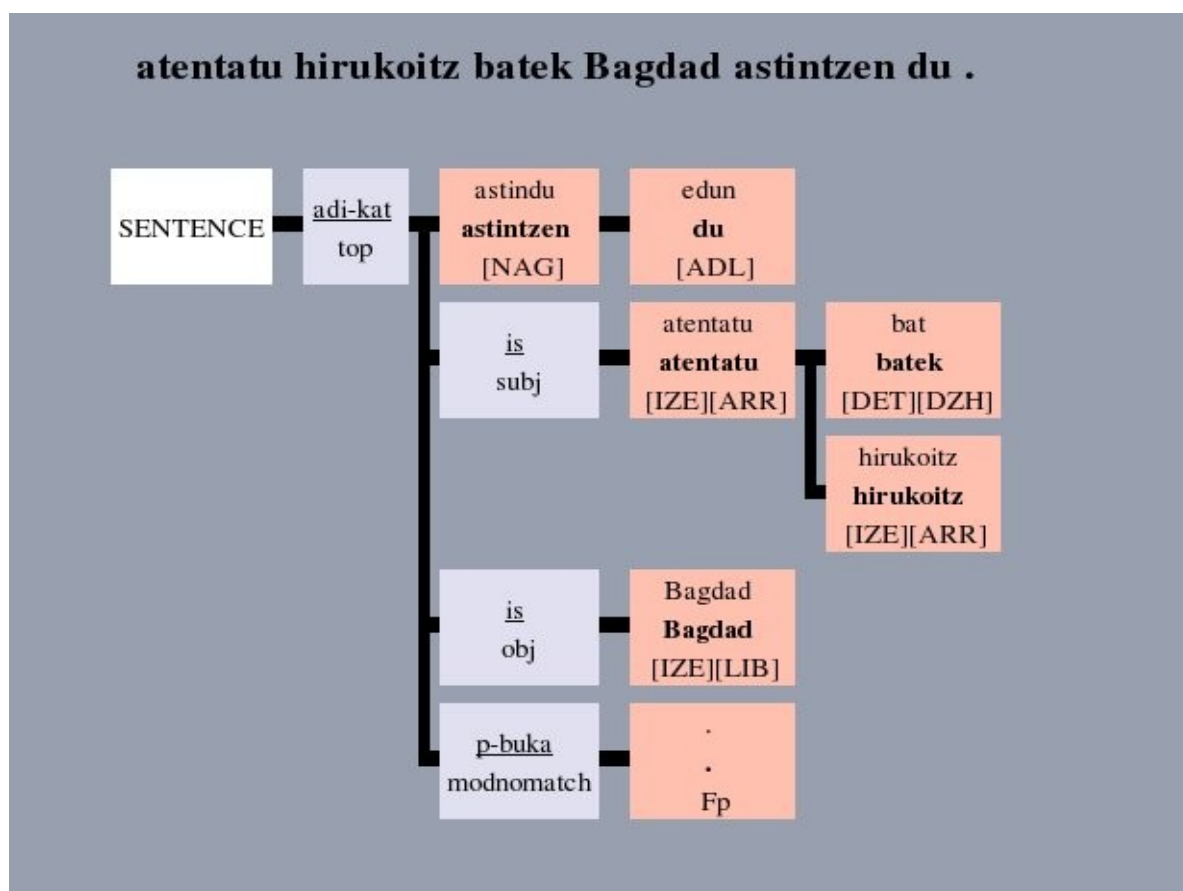 atentatu hirukoitz batek Bagdad astintzen du .
SENTENCE
adi-kat
top
astindu
astintzen
[NAG]
edun
du
[ADL]
is
subj
atentatu
atentatu
[IZE][ARR]
bat
batek
[DET][DZH]
hirukoitz
hirukoitz
[IZE][ARR]
is
obj
Bagdad
Bagdad
[IZE][LIB]
p-buka
modnomatch
.
.
Fp